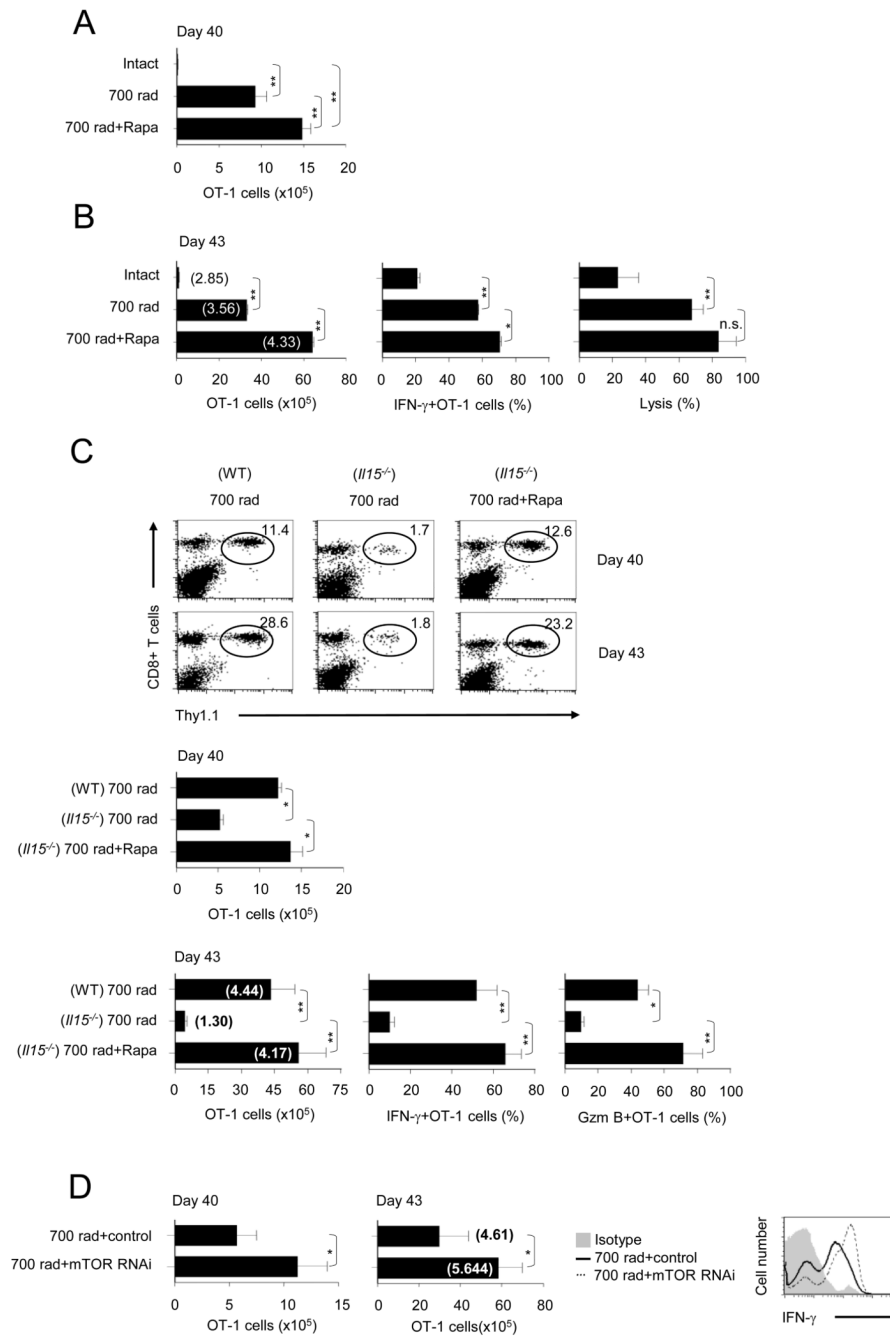 A
Day 40
Intact
700 rad
700 rad+Rapa
**
**
**
0 5 10 15 20
OT-1 cells (x10⁵)
B
Day 43
Intact
700 rad
700 rad+Rapa
(2.85)
(3.56)
(4.33)
**
**
**
*
**
n.s.
0 20 40 60 80
0 20 40 60 80 100
0 20 40 60 80 100
OT-1 cells (x10⁵)
IFN-γ+OT-1 cells (%)
Lysis (%)
C
(WT)
700 rad
(Il15-/-)
700 rad
(Il15-/-)
700 rad+Rapa
11.4
1.7
12.6
Day 40
28.6
1.8
23.2
Day 43
CD8+ T cells
Thy1.1
Day 40
(WT) 700 rad
(Il15-/-) 700 rad
(Il15-/-) 700 rad+Rapa
*
*
0 5 10 15 20
OT-1 cells (x10⁵)
Day 43
(WT) 700 rad
(Il15-/-) 700 rad
(Il15-/-) 700 rad+Rapa
(4.44)
(1.30)
(4.17)
**
**
**
**
*
**
0 15 30 45 60 75
0 20 40 60 80
0 20 40 60 80 100
OT-1 cells (x10⁵)
IFN-γ+OT-1 cells (%)
Gzm B+OT-1 cells (%)
D
Day 40
Day 43
700 rad+control
700 rad+mTOR RNAi
*
(4.61)
(5.644)
*
0 5 10 15
0 20 40 60 80
OT-1 cells (x10⁵)
OT-1 cells(x10⁵)
Isotype
700 rad+control
700 rad+mTOR RNAi
Cell number
IFN-γ